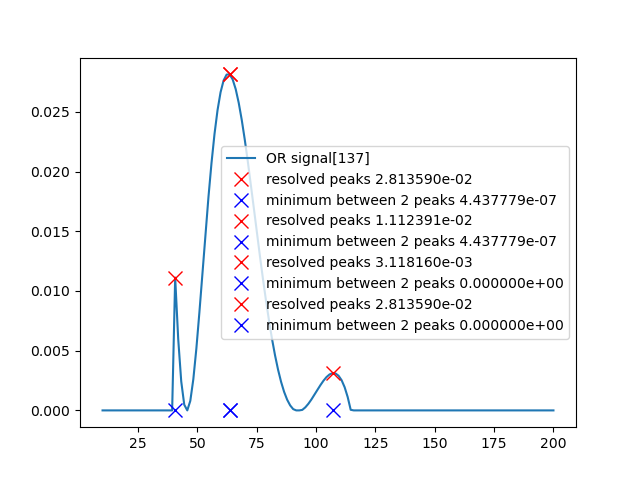 0.025
0.020
0.015
0.010
0.005
0.000
25
50
75
100
125
150
175
200
OR signal[137]
resolved peaks 2.813590e-02
minimum between 2 peaks 4.437779e-07
resolved peaks 1.112391e-02
minimum between 2 peaks 4.437779e-07
resolved peaks 3.118160e-03
minimum between 2 peaks 0.000000e+00
resolved peaks 2.813590e-02
minimum between 2 peaks 0.000000e+00